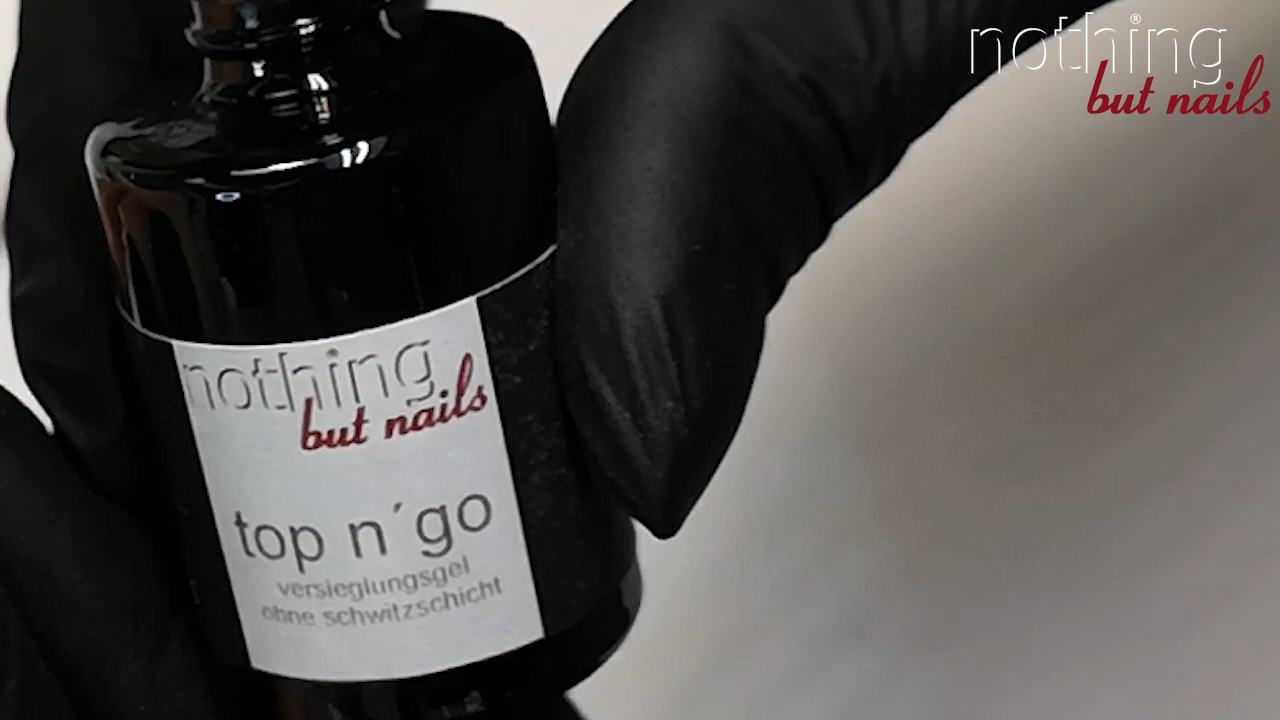 nothing®
but nails
nothing
but nails
top n´go
versieglungsgel
ohne schwitzschicht